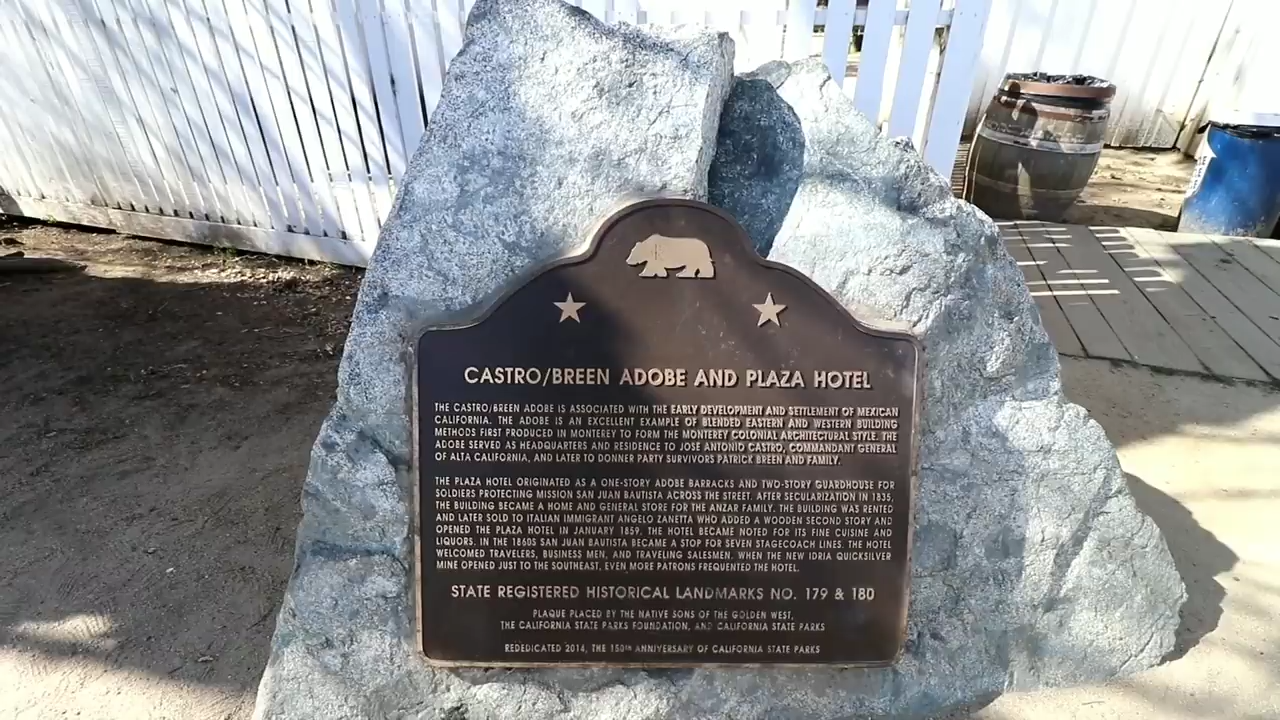 CASTRO/BREEN ADOBE AND PLAZA HOTEL
THE CASTRO/BREEN ADOBE IS ASSOCIATED WITH THE EARLY DEVELOPMENT AND SETTLEMENT OF MEXICAN
CALIFORNIA. THE ADOBE IS AN EXCELLENT EXAMPLE OF BLENDED EASTERN AND WESTERN BUILDING
METHODS FIRST PRODUCED IN MONTEREY TO FORM THE MONTEREY COLONIAL ARCHITECTURAL STYLE. THE
ADOBE SERVED AS HEADQUARTERS AND RESIDENCE TO JOSE ANTONIO CASTRO, COMMANDANT GENERAL
OF ALTA CALIFORNIA, AND LATER TO DONNER PARTY SURVIVORS PATRICK BREEN AND FAMILY.
THE PLAZA HOTEL ORIGINATED AS A ONE-STORY ADOBE BARRACKS AND TWO-STORY GUARDHOUSE FOR
SOLDIERS PROTECTING MISSION SAN JUAN BAUTISTA ACROSS THE STREET. AFTER SECULARIZATION IN 1835,
THE BUILDING BECAME A HOME AND GENERAL STORE FOR THE ANZAR FAMILY. THE BUILDING WAS RENTED
AND LATER SOLD TO ITALIAN IMMIGRANT ANGELO ZANETTA WHO ADDED A WOODEN SECOND STORY AND
OPENED THE PLAZA HOTEL IN JANUARY 1859. THE HOTEL BECAME NOTED FOR ITS FINE CUISINE AND
LIQUORS. IN THE 1860S SAN JUAN BAUTISTA BECAME A STOP FOR SEVEN STAGECOACH LINES. THE HOTEL
WELCOMED TRAVELERS, BUSINESS MEN, AND TRAVELING SALESMEN. WHEN THE NEW IDRIA QUICKSILVER
MINE OPENED JUST TO THE SOUTHEAST, EVEN MORE PATRONS FREQUENTED THE HOTEL.
STATE REGISTERED HISTORICAL LANDMARKS NO. 179 & 180
PLAQUE PLACED BY THE NATIVE SONS OF THE GOLDEN WEST,
THE CALIFORNIA STATE PARKS FOUNDATION, AND CALIFORNIA STATE PARKS
REDEDICATED 2014, THE 150TH ANNIVERSARY OF CALIFORNIA STATE PARKS